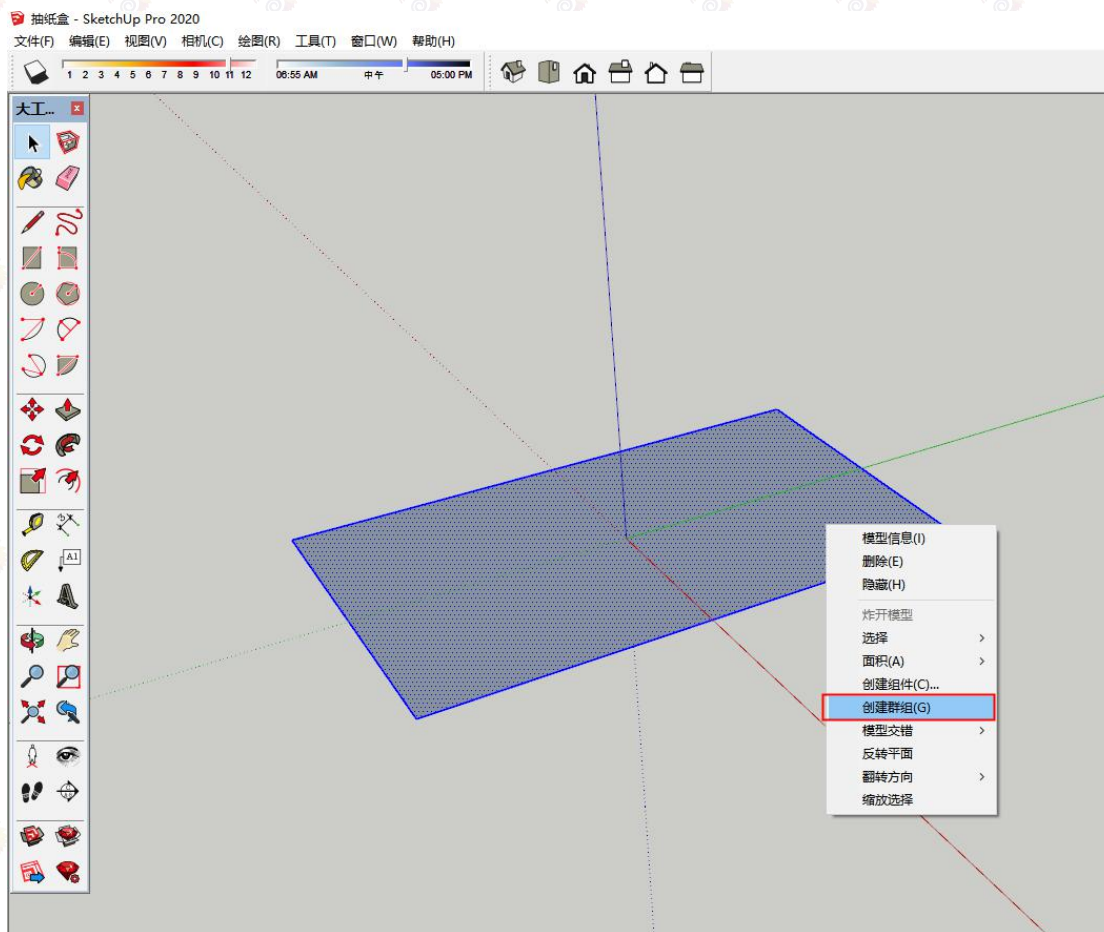 抽纸盒 - SketchUp Pro 2020
文件(F) 编辑(E) 视图(V) 相机(C) 绘图(R) 工具(T) 窗口(W) 帮助(H)
1 2 3 4 5 6 7 8 9 10 11 12 06:55 AM 中午 05:00 PM
大工...
A1
模型信息(I)
删除(E)
隐藏(H)
炸开模型
选择
面积(A)
创建组件(C)...
创建群组(G)
模型交错
反转平面
翻转方向
缩放选择